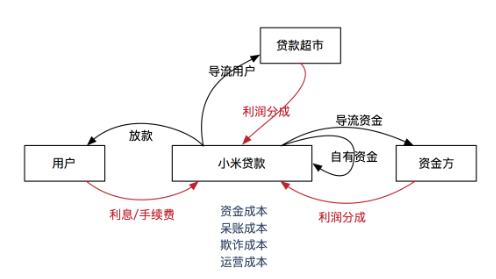 贷款超市
导流用户
利润分成
导流资金
放款
自有资金
用户
小米贷款
资金方
利息/手续费
资金成本
呆账成本
欺诈成本
运营成本
利润分成